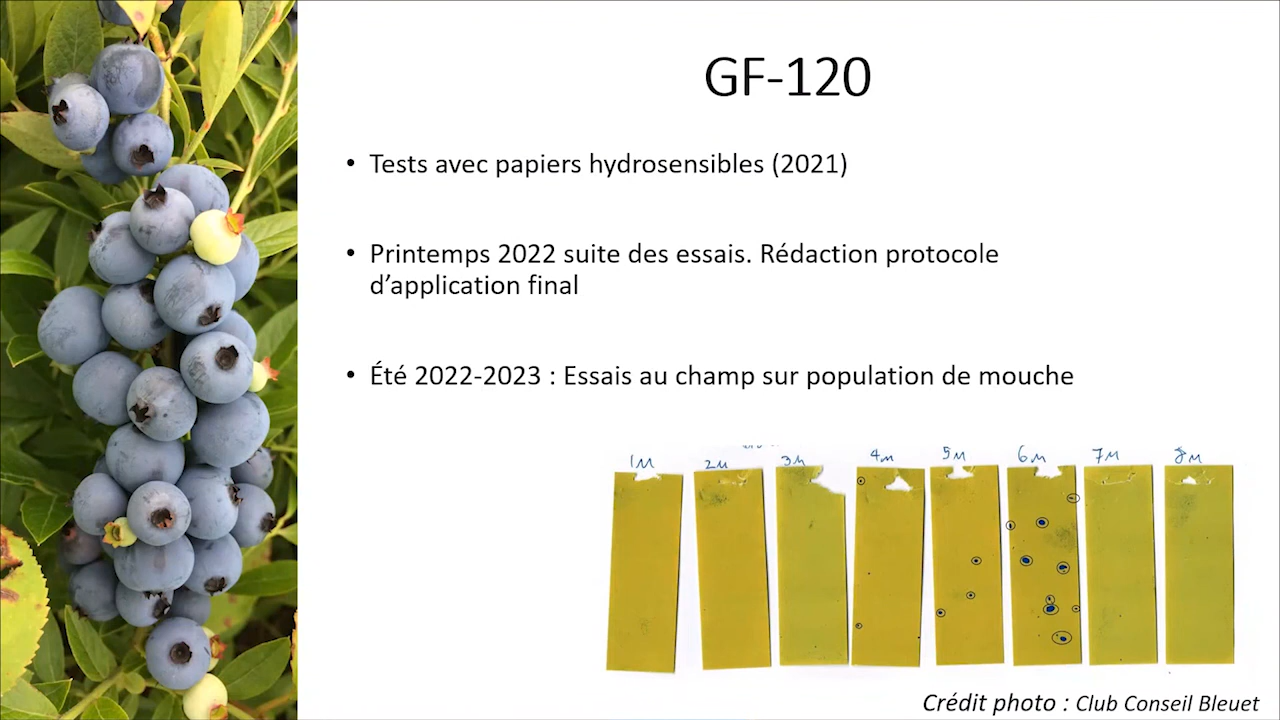 GF-120
• Tests avec papiers hydrosensibles (2021)
• Printemps 2022 suite des essais. Rédaction protocole
d’application final
• Été 2022-2023 : Essais au champ sur population de mouche
1M 2M 3M 4M 5M 6M 7M 8M
Crédit photo : Club Conseil Bleuet